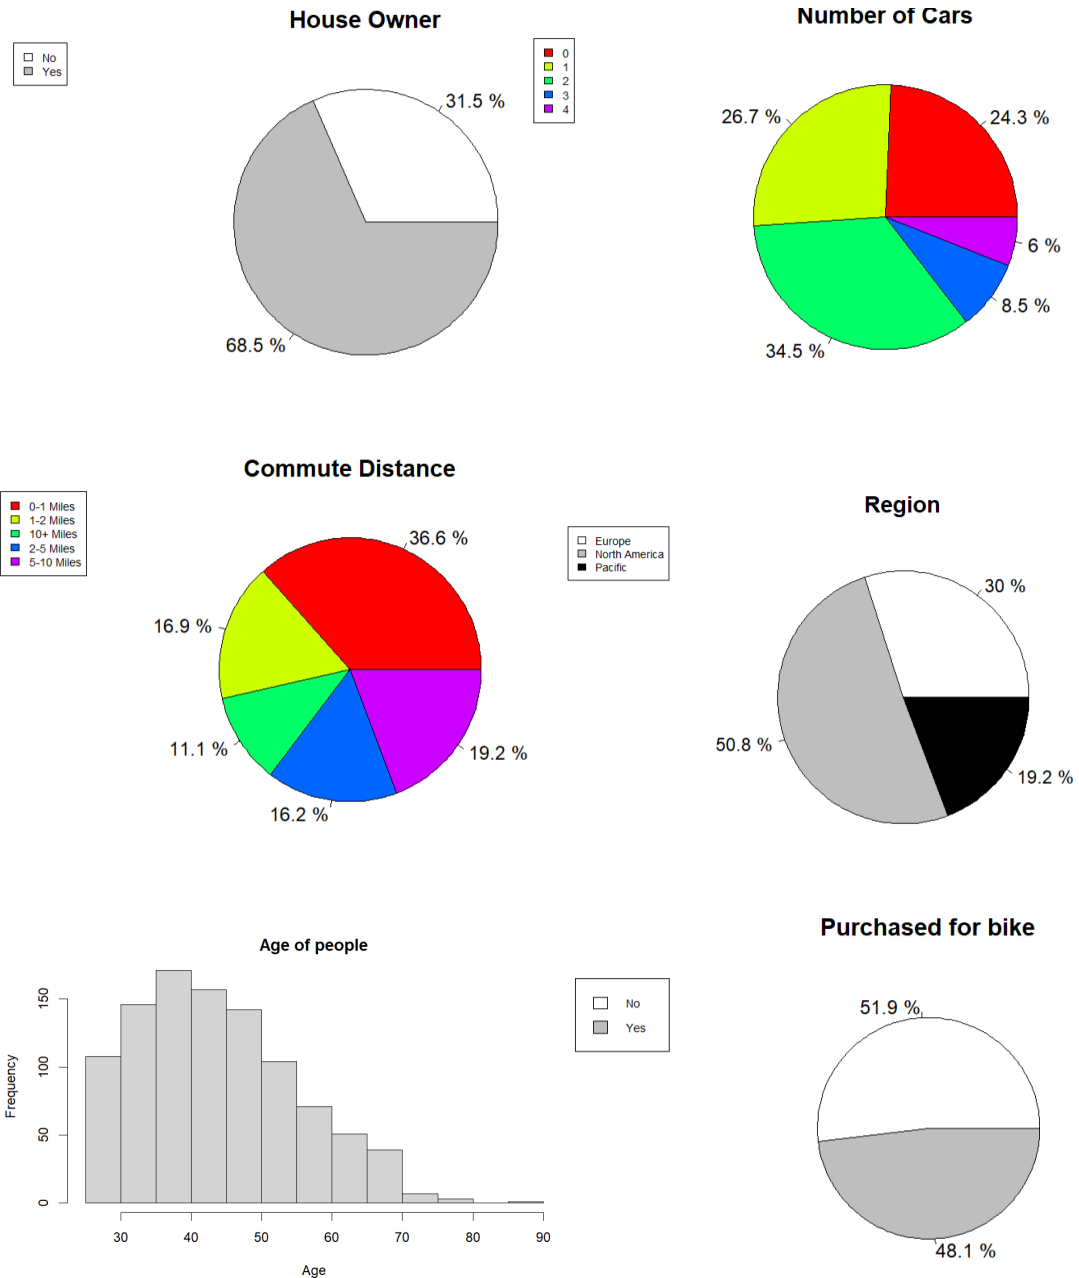 House Owner
No
Yes
31.5 %
68.5 %
Number of Cars
0
1
2
3
4
26.7 %
24.3 %
6 %
8.5 %
34.5 %
Commute Distance
0-1 Miles
1-2 Miles
10+ Miles
2-5 Miles
5-10 Miles
36.6 %
16.9 %
11.1 %
19.2 %
16.2 %
Region
Europe
North America
Pacific
30 %
50.8 %
19.2 %
Age of people
Frequency
150
100
50
0
30 40 50 60 70 80 90
Age
Purchased for bike
No
Yes
51.9 %
48.1 %